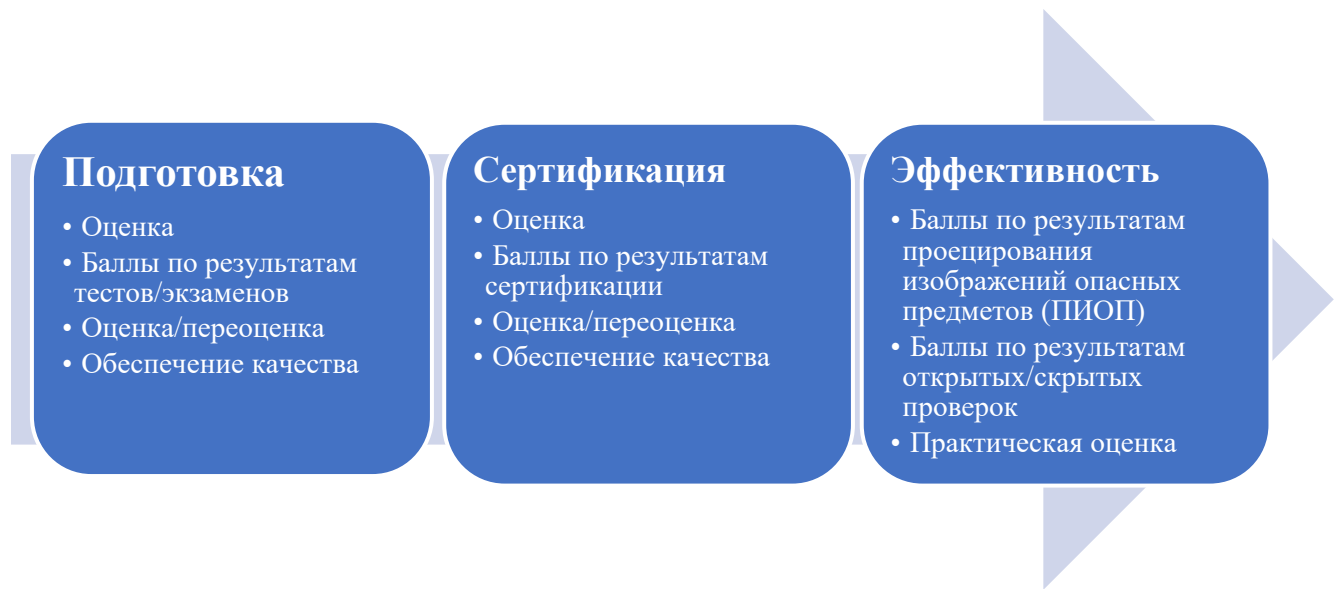 Подготовка
• Оценка
• Баллы по результатам
тестов/экзаменов
• Оценка/переоценка
• Обеспечение качества
Сертификация
• Оценка
• Баллы по результатам
сертификации
• Оценка/переоценка
• Обеспечение качества
Эффективность
• Баллы по результатам
проецирования
изображений опасных
предметов (ПИОП)
• Баллы по результатам
открытых/скрытых
проверок
• Практическая оценка